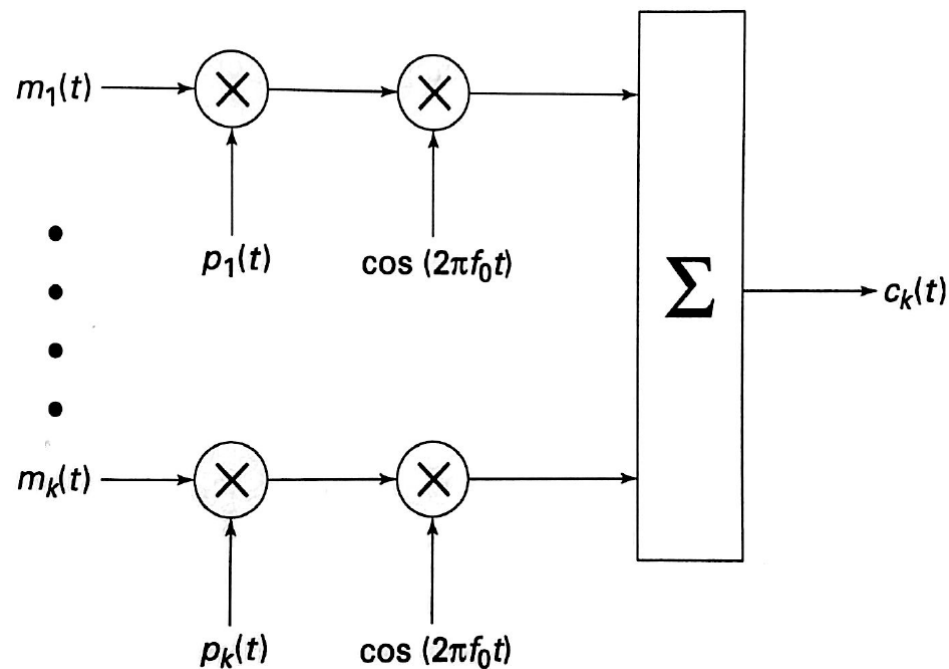 m₁(t)
p₁(t)
cos (2πf₀t)
Σ
cₖ(t)
mₖ(t)
pₖ(t)
cos (2πf₀t)